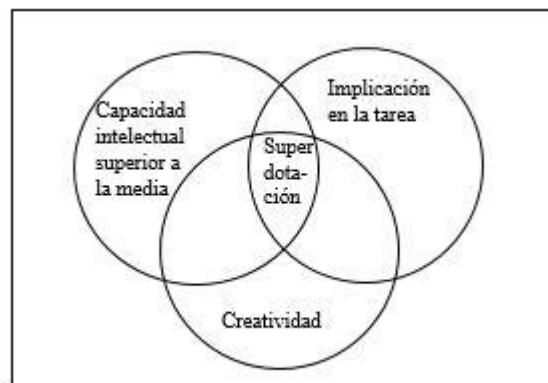 Capacidad
intelectual
superior a
la media
Implicación
en la tarea
Super
dota-
ción
Creatividad